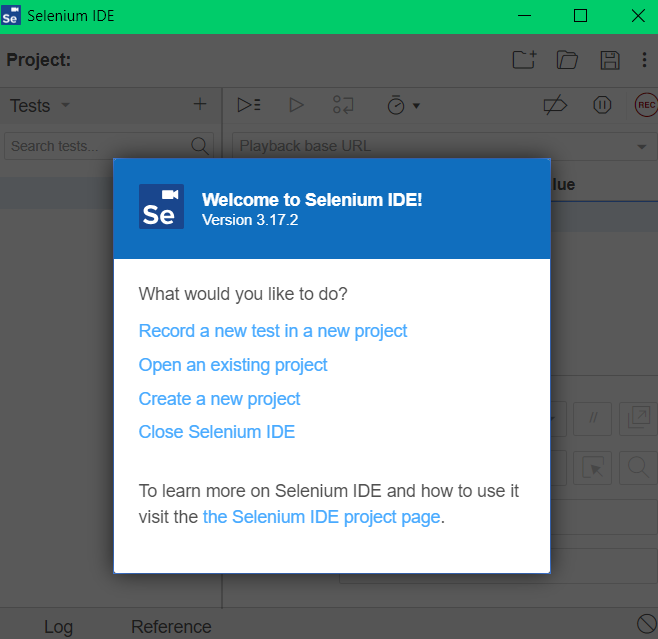 Se Selenium IDE
Project:
Tests
Search tests...
Playback base URL
REC
lue
//
Se
Welcome to Selenium IDE!
Version 3.17.2
What would you like to do?
Record a new test in a new project
Open an existing project
Create a new project
Close Selenium IDE
To learn more on Selenium IDE and how to use it
visit the the Selenium IDE project page.
Log Reference